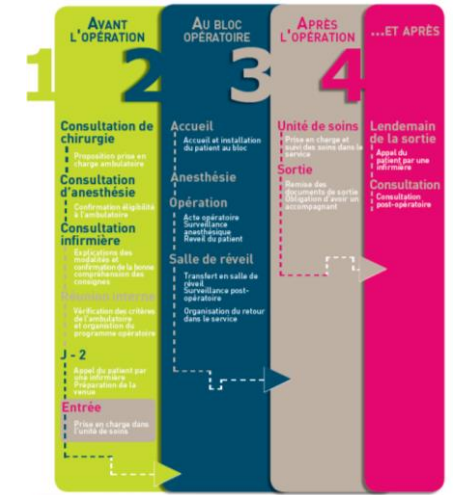 1
AVANT
L'OPÉRATION
Consultation de
chirurgie
Proposition prise en
charge ambulatoire
Consultation
d'anesthésie
Confirmation éligibilité
à l'ambulatoire
Consultation
infirmière
Explications des
modalités et
confirmation de la bonne
compréhension des
consignes
Réunion interne
Vérification des critères
de l'ambulatoire
et organistion du
programme opératoire
J - 2
Appel du patient par
une infirmière
Préparation de la
venue
Entrée
Prise en charge dans
l'unité de soins
2
AU BLOC
OPÉRATOIRE
Accueil
Accueil et installation
du patient au bloc
Anesthésie
Opération
Acte opératoire
Surveillance
anesthésique
Reveil du patient
Salle de réveil
Transfert en salle de
réveil
Surveillance post-
opératoire
Organisation du retour
dans le service
3
APRÈS
L'OPÉRATION
Unité de soins
Prise en charge et
suivi des soins dans le
service
Sortie
Remise des
documents de sortie
Obligation d'avoir un
accompagnant
4
...ET APRÈS
Lendemain
de la sortie
Appel du
patient par une
infirmière
Consultation
Consultation
post-opératoire